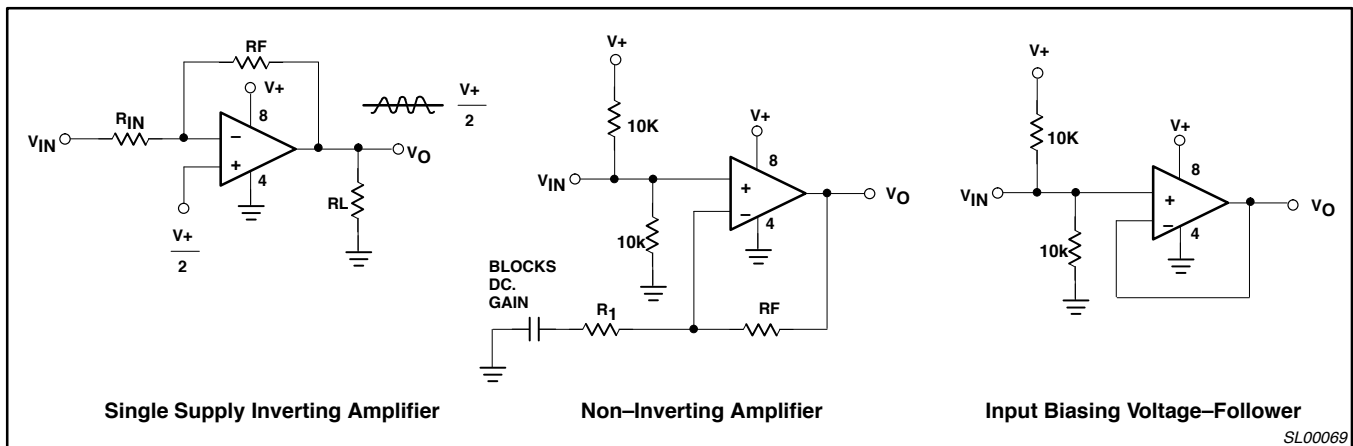 RF
V+
8
RIN
VIN
−
+
4
VO
RL
V+
2
V+
2
Single Supply Inverting Amplifier
V+
10K
V+
8
VIN
+
−
4
VO
10k
BLOCKS
DC.
GAIN
R1
RF
Non–Inverting Amplifier
V+
10K
V+
8
VIN
+
−
4
VO
10k
Input Biasing Voltage–Follower
SL00069